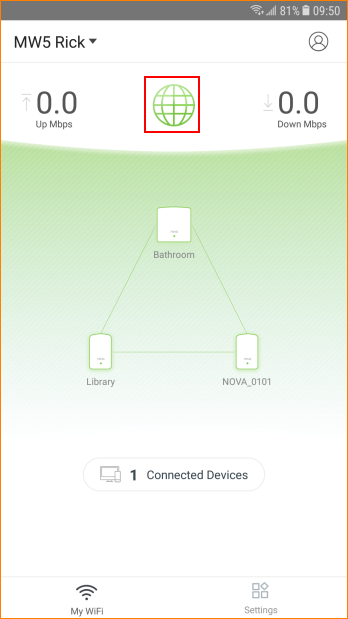 81% 09:50
MW5 Rick
0.0 0.0
Up Mbps Down Mbps
Bathroom
Library NOVA_0101
1 Connected Devices
My WiFi Settings